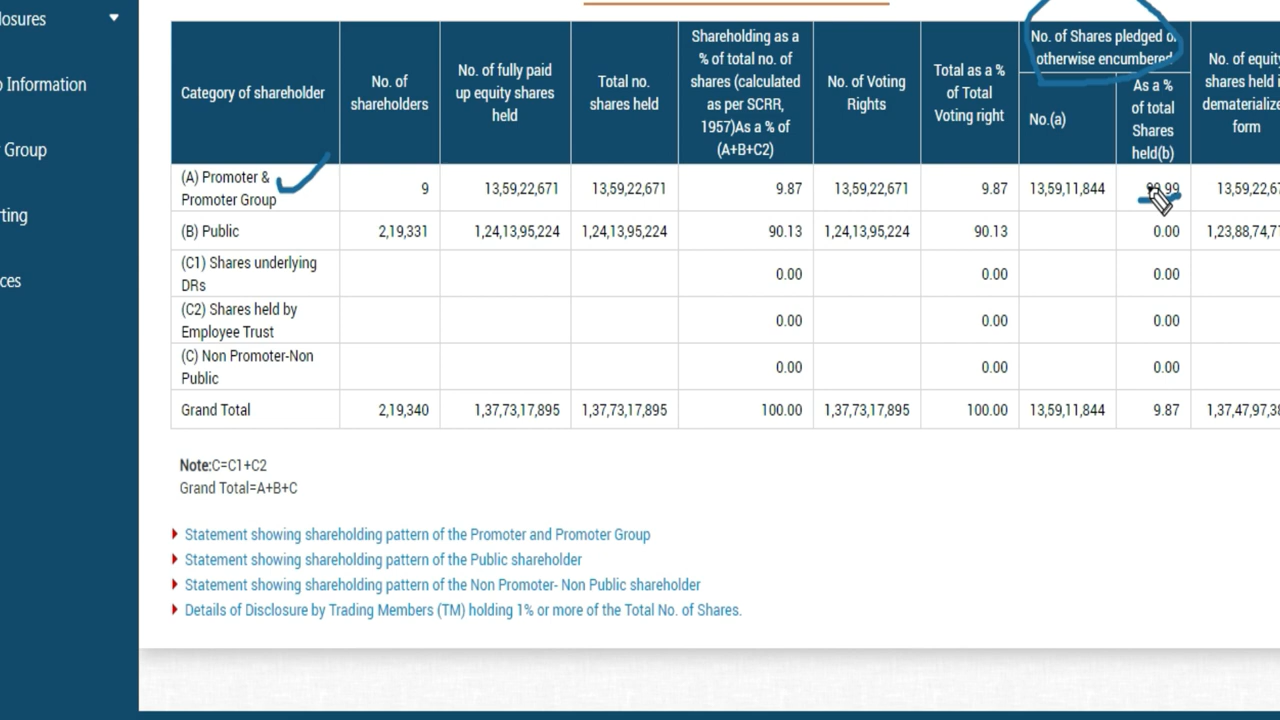 losures
o Information
Group
rting
ces
Category of shareholder
No. of
shareholders
No. of fully paid
up equity shares
held
Total no.
shares held
Shareholding as a
% of total no. of
shares (calculated
as per SCRR,
1957)As a % of
(A+B+C2)
No. of Voting
Rights
Total as a %
of Total
Voting right
No. of Shares pledged or
otherwise encumbered
No.(a)
As a %
of total
Shares
held(b)
No. of equity
shares held i
dematerialize
form
(A) Promoter &
Promoter Group
9 13,59,22,671 13,59,22,671 9.87 13,59,22,671 9.87 13,59,11,844 13,59,22,67
(B) Public 2,19,331 1,24,13,95,224 1,24,13,95,224 90.13 1,24,13,95,224 90.13 0.00 1,23,88,74,7
(C1) Shares underlying
DRs
0.00 0.00 0.00
(C2) Shares held by
Employee Trust
0.00 0.00 0.00
(C) Non Promoter-Non
Public
0.00 0.00 0.00
Grand Total 2,19,340 1,37,73,17,895 1,37,73,17,895 100.00 1,37,73,17,895 100.00 13,59,11,844 9.87 1,37,47,97,3
Note:C=C1+C2
Grand Total=A+B+C
Statement showing shareholding pattern of the Promoter and Promoter Group
Statement showing shareholding pattern of the Public shareholder
Statement showing shareholding pattern of the Non Promoter- Non Public shareholder
Details of Disclosure by Trading Members (TM) holding 1% or more of the Total No. of Shares.